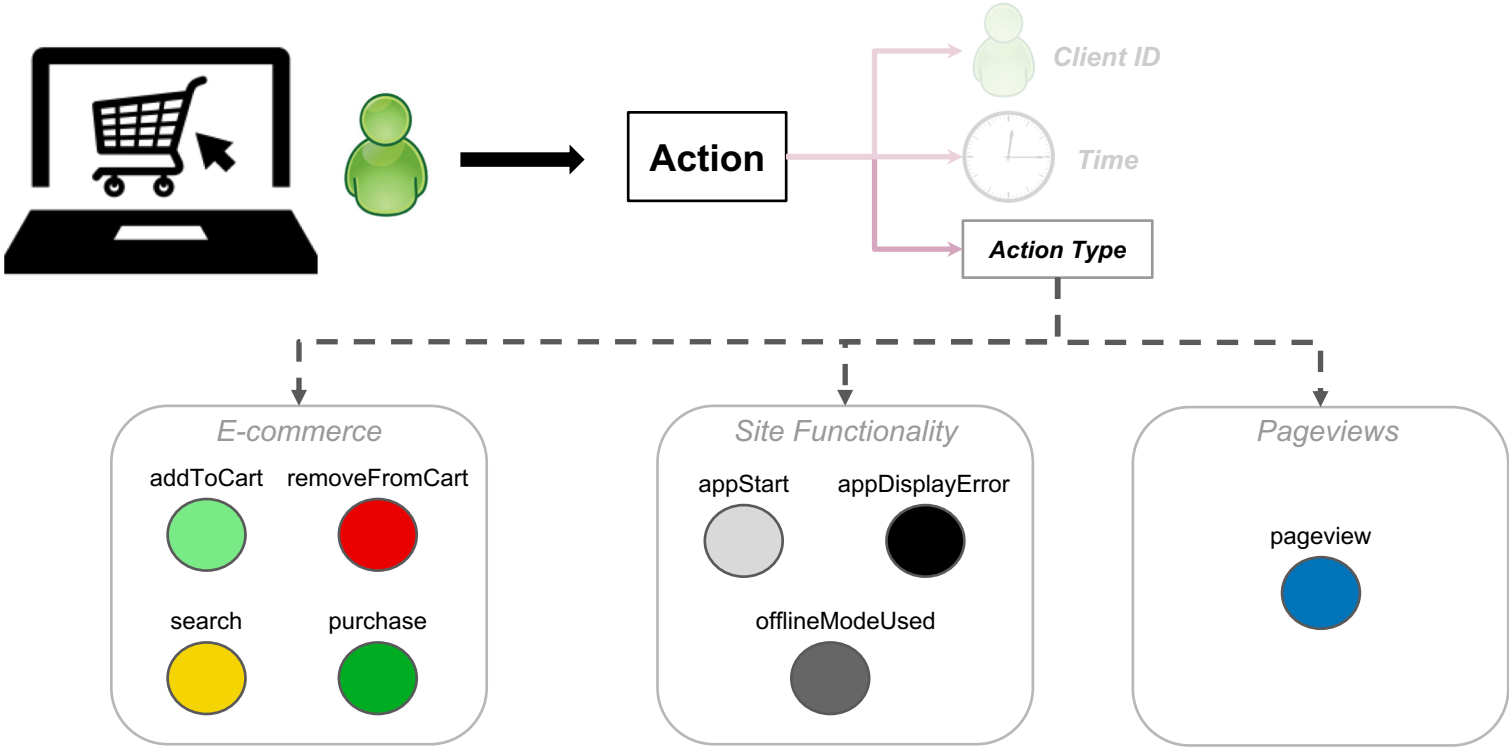 Client ID
Action
Time
Action Type
E-commerce
Site Functionality
Pageviews
addToCart
removeFromCart
appStart
appDisplayError
pageview
search
purchase
offlineModeUsed